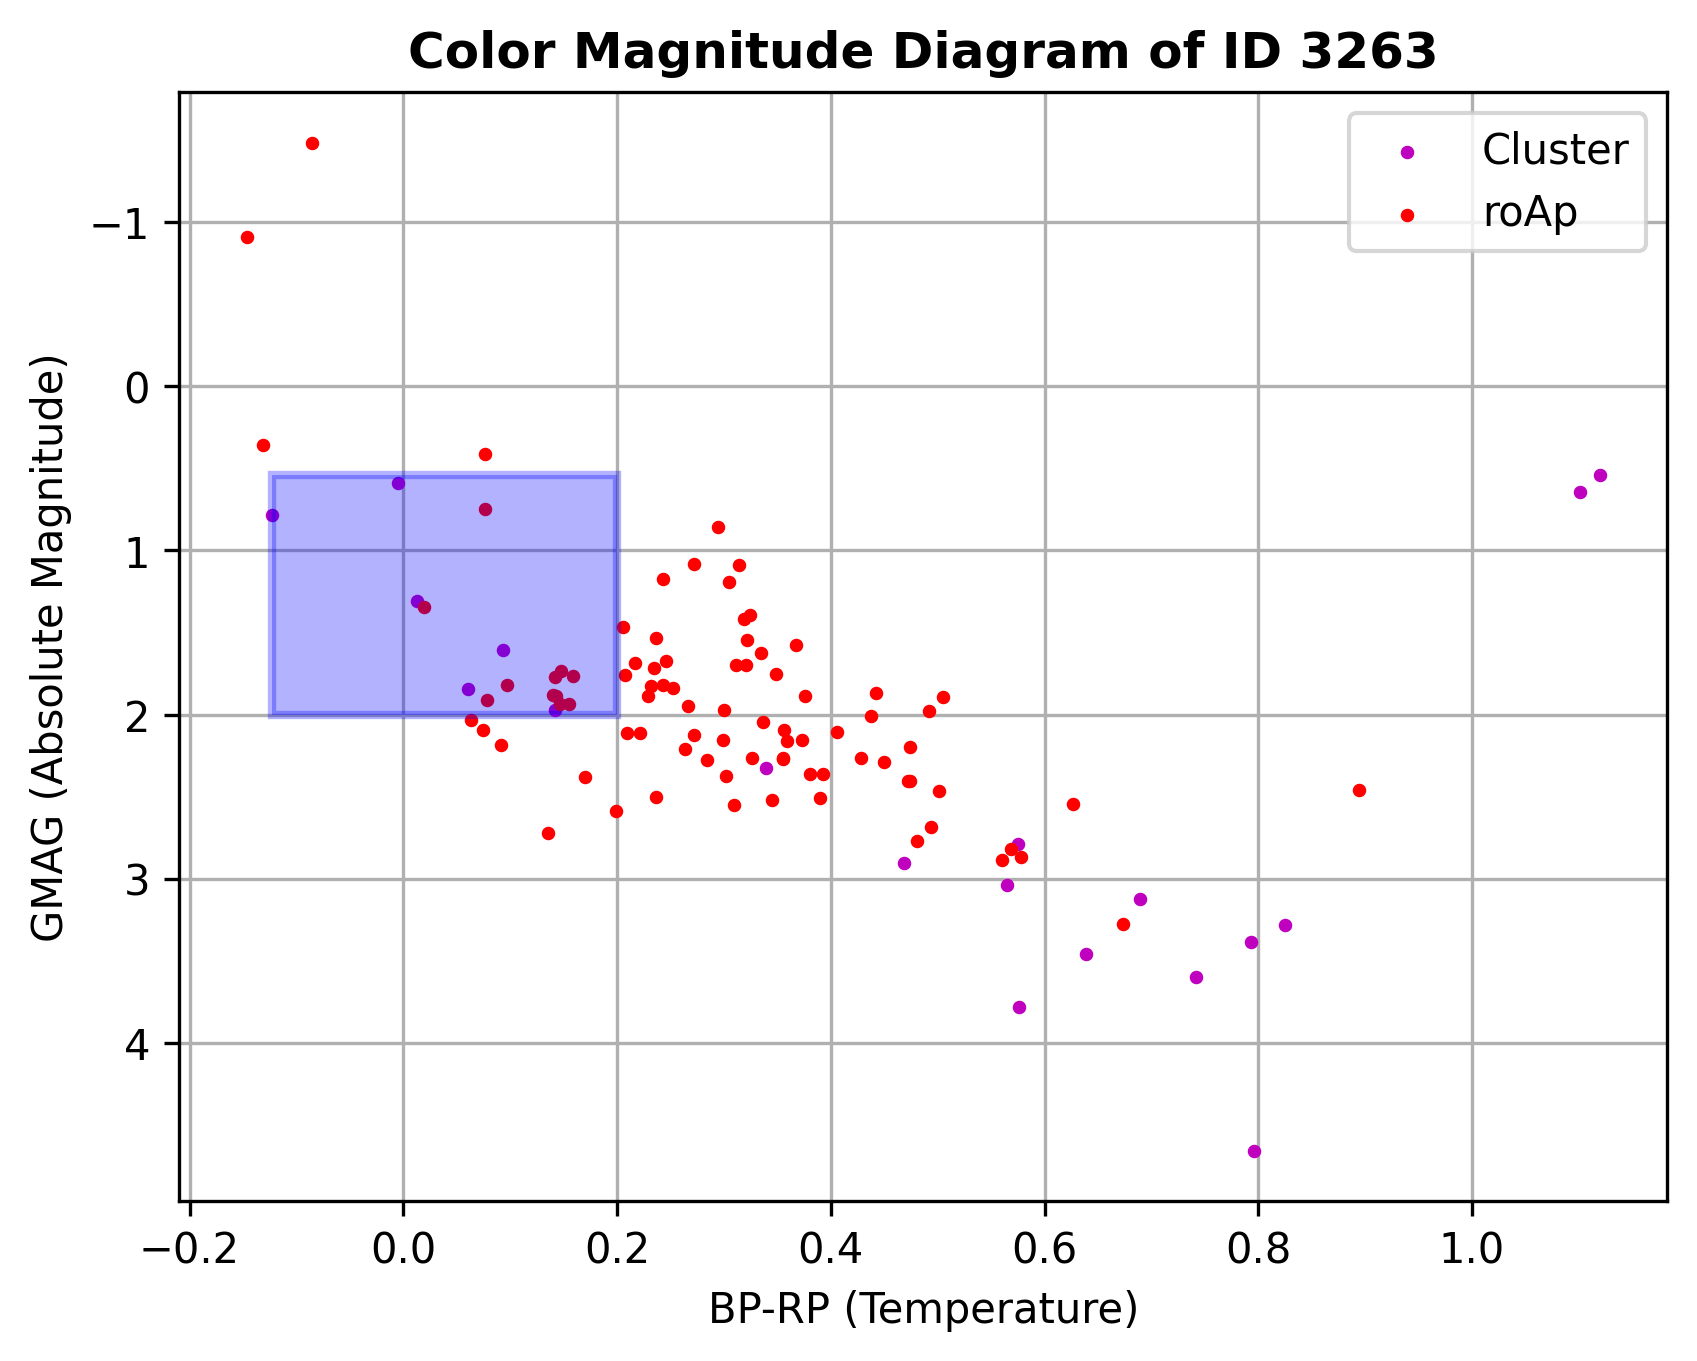 Color Magnitude Diagram of ID 3263
Cluster
roAp
−1
0
1
2
3
4
GMAG (Absolute Magnitude)
−0.2 0.0 0.2 0.4 0.6 0.8 1.0
BP-RP (Temperature)